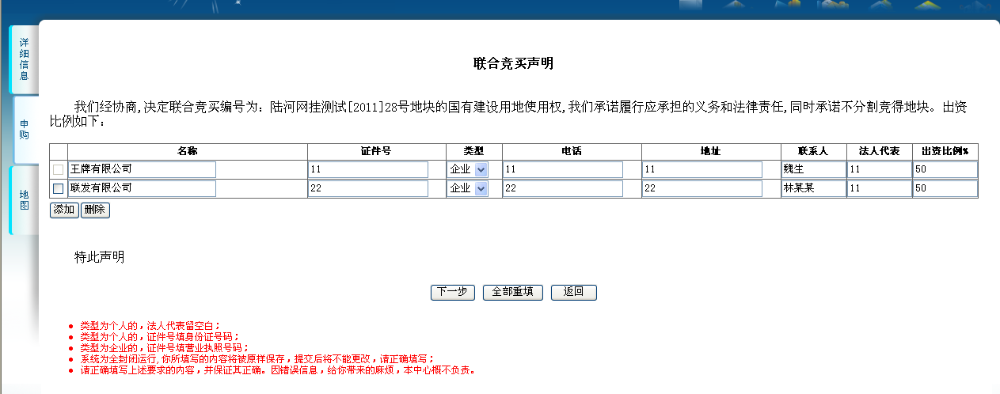 详细信息
申购
地图
联合竞买声明
我们经协商,决定联合竞买编号为：陆河网挂测试[2011]28号地块的国有建设用地使用权,我们承诺履行应承担的义务和法律责任,同时承诺不分割竞得地块。出资
比例如下：
名称 证件号 类型 电话 地址 联系人 法人代表 出资比例%
王牌有限公司 11 企业 11 11 魏生 11 50
联发有限公司 22 企业 22 22 林某某 11 50
添加 删除
特此声明
下一步 全部重填 返回
类型为个人的，法人代表留空白；
类型为个人的，证件号填身份证号码；
类型为企业的，证件号填营业执照号码；
系统为全封闭运行,你所填写的内容将被原样保存，提交后将不能更改，请正确填写；
请正确填写上述要求的内容，并保证其正确。因错误信息，给你带来的麻烦，本中心概不负责。